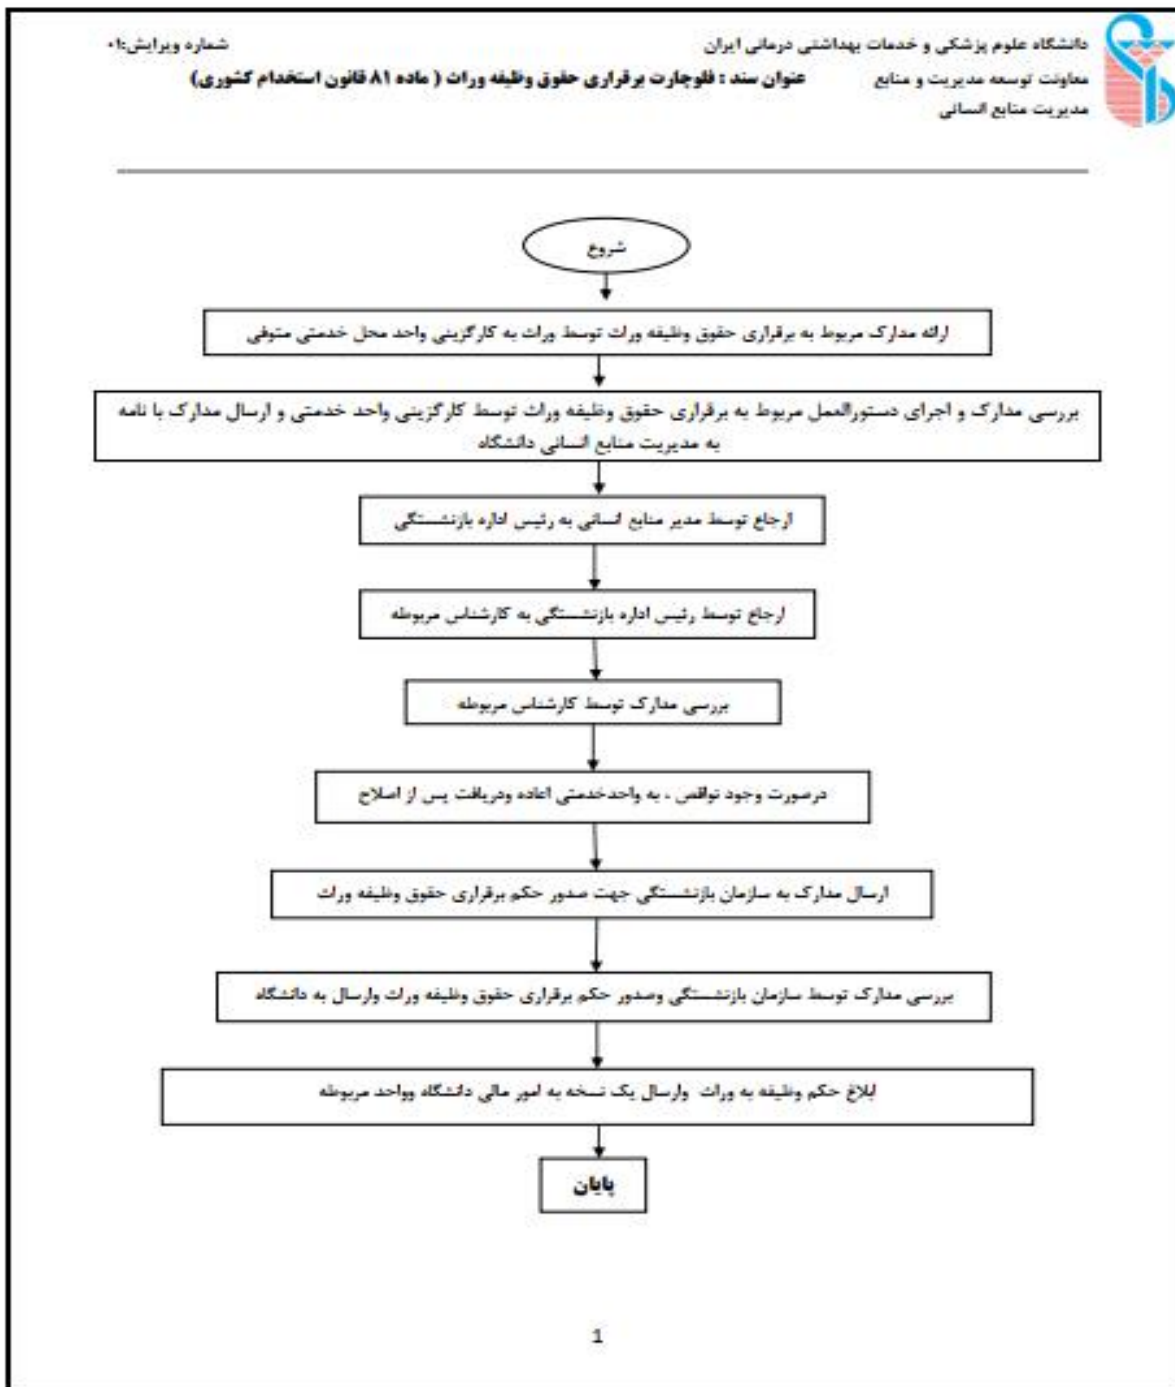 دانشگاه علوم پزشکی و خدمات بهداشتی درمانی ایران
شماره ویرایش:۰۱
معاونت توسعه مدیریت و منابع
عنوان سند : فلوچارت برقراری حقوق وظیفه وراث ( ماده ۸۱ قانون استخدام کشوری)
مدیریت منابع انسانی
شروع
ارائه مدارک مربوط به برقراری حقوق وظیفه وراث توسط وراث به کارگزینی واحد محل خدمتی متوفی
بررسی مدارک و اجرای دستورالعمل مربوط به برقراری حقوق وظیفه وراث توسط کارگزینی واحد خدمتی و ارسال مدارک با نامه
به مدیریت منابع انسانی دانشگاه
ارجاع توسط مدیر منابع انسانی به رئیس اداره بازنشستگی
ارجاع توسط رئیس اداره بازنشستگی به کارشناس مربوطه
بررسی مدارک توسط کارشناس مربوطه
درصورت وجود نواقص ، به واحدخدمتی اعاده ودریافت پس از اصلاح
ارسال مدارک به سازمان بازنشستگی جهت صدور حکم برقراری حقوق وظیفه وراث
بررسی مدارک توسط سازمان بازنشستگی وصدور حکم برقراری حقوق وظیفه وراث وارسال به دانشگاه
ابلاغ حکم وظیفه به وراث وارسال یک نسخه به امور مالی دانشگاه وواحد مربوطه
پایان
1